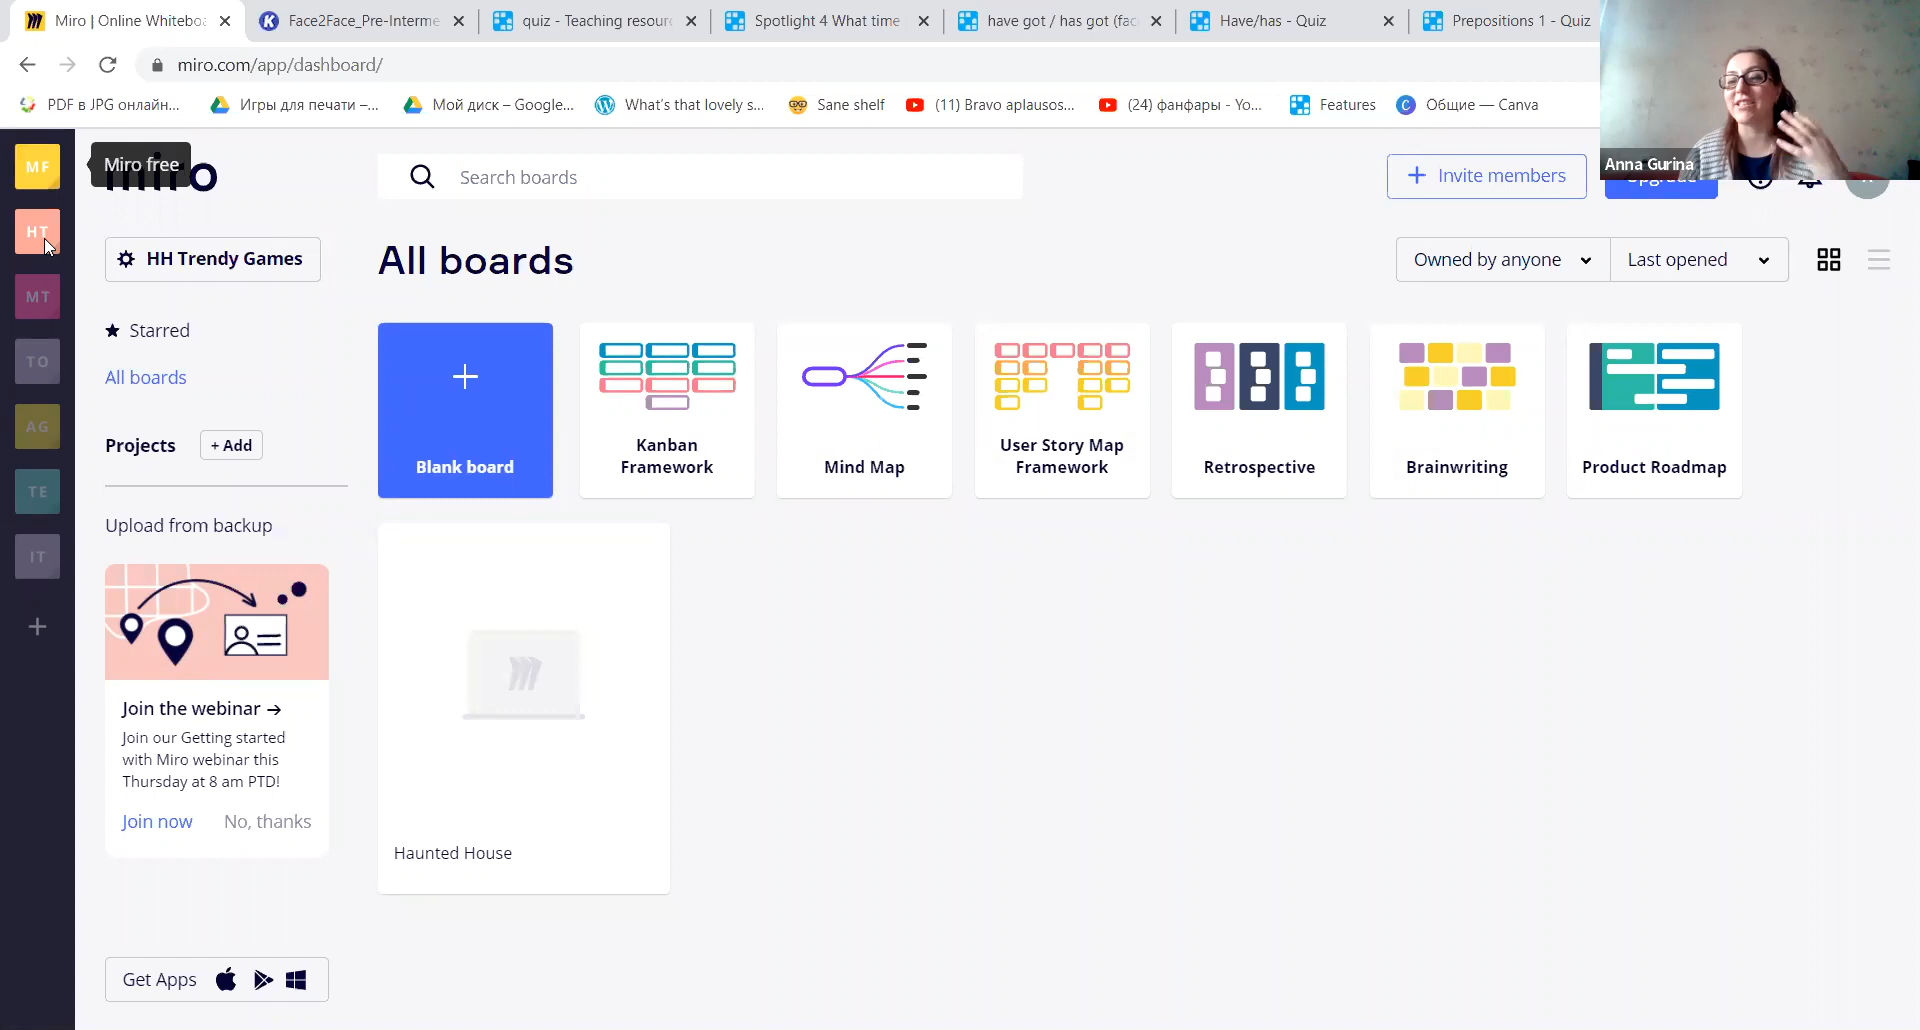 Miro | Online Whiteboa
Face2Face_Pre-Interme
quiz - Teaching resour
Spotlight 4 What time
have got / has got (fac
Have/has - Quiz
Prepositions 1 - Quiz
miro.com/app/dashboard/
PDF в JPG онлайн...
Игры для печати –...
Мой диск – Google...
What's that lovely s...
Sane shelf
(11) Bravo aplausos...
(24) фанфары - Yo...
Features
Общие — Canva
Anna Gurina
MF
Miro free
miro
Search boards
+ Invite members
Upgrade
HT
HH Trendy Games
All boards
Owned by anyone
Last opened
MT
Starred
TO
All boards
AG
Projects
+ Add
Blank board
Kanban
Framework
Mind Map
User Story Map
Framework
Retrospective
Brainwriting
Product Roadmap
TE
Upload from backup
IT
+
Join the webinar →
Join our Getting started
with Miro webinar this
Thursday at 8 am PTD!
Join now
No, thanks
Haunted House
Get Apps